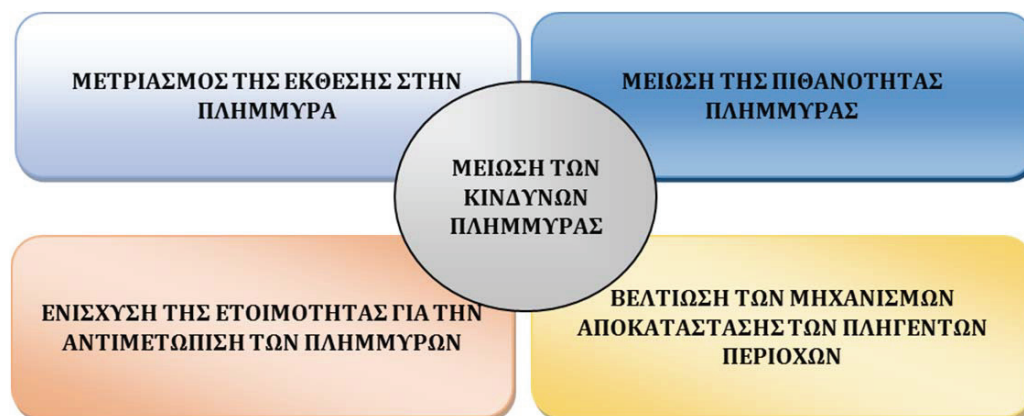 ΜΕΤΡΙΑΣΜΟΣ ΤΗΣ ΕΚΘΕΣΗΣ ΣΤΗΝ
ΠΛΗΜΜΥΡΑ
ΜΕΙΩΣΗ ΤΗΣ ΠΙΘΑΝΟΤΗΤΑΣ
ΠΛΗΜΜΥΡΑΣ
ΜΕΙΩΣΗ ΤΩΝ
ΚΙΝΔΥΝΩΝ
ΠΛΗΜΜΥΡΑΣ
ΕΝΙΣΧΥΣΗ ΤΗΣ ΕΤΟΙΜΟΤΗΤΑΣ ΓΙΑ ΤΗΝ
ΑΝΤΙΜΕΤΩΠΙΣΗ ΤΩΝ ΠΛΗΜΜΥΡΩΝ
ΒΕΛΤΙΩΣΗ ΤΩΝ ΜΗΧΑΝΙΣΜΩΝ
ΑΠΟΚΑΤΑΣΤΑΣΗΣ ΤΩΝ ΠΛΗΓΕΝΤΩΝ
ΠΕΡΙΟΧΩΝ